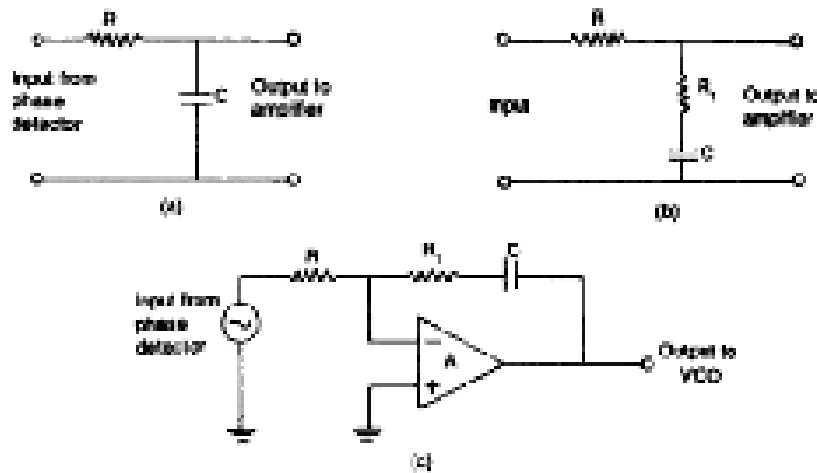 R
Input from
phase
detector
C
Output to
amplifier
(a)
R
Input
R₁
C
Output to
amplifier
(b)
R
R₁
C
Input from
phase
detector
−
A
+
Output to
VCO
(c)